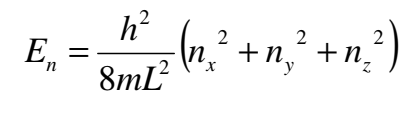 E_n = \frac{h^2}{8mL^2}\left(n_x^2 + n_y^2 + n_z^2\right)